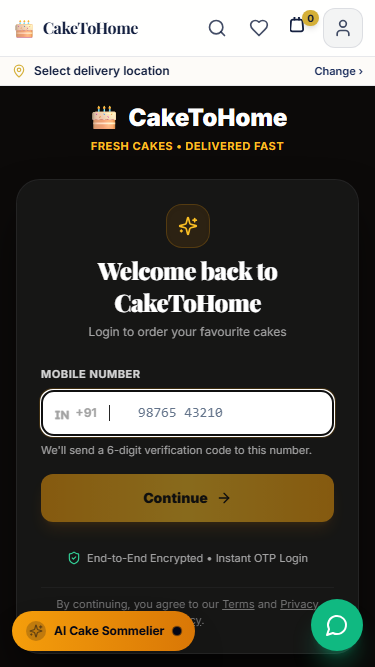 CakeToHome
0
Select delivery location
Change ›
CakeToHome
FRESH CAKES • DELIVERED FAST
Welcome back to
CakeToHome
Login to order your favourite cakes
MOBILE NUMBER
IN +91 98765 43210
We'll send a 6-digit verification code to this number.
Continue →
End-to-End Encrypted • Instant OTP Login
By continuing, you agree to our Terms and Privacy
AI Cake Sommelier